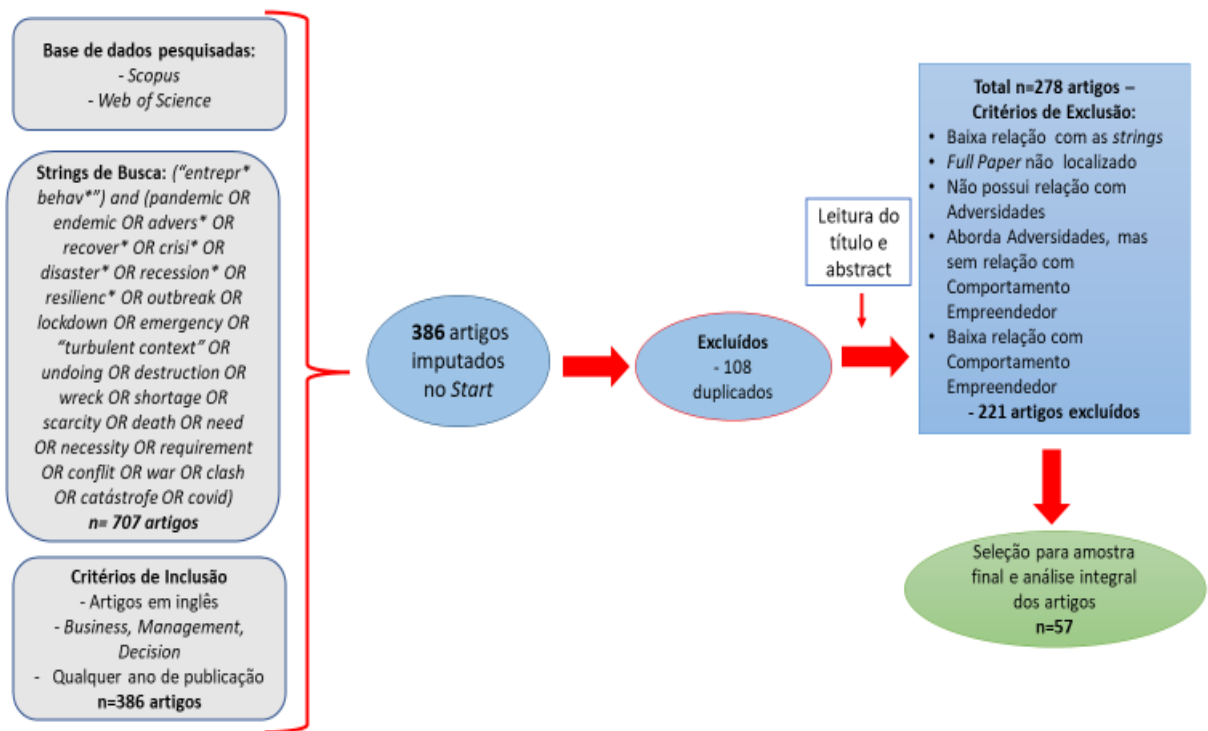 Base de dados pesquisadas:
- Scopus
- Web of Science
Strings de Busca: (“entrepr*
behav*”) and (pandemic OR
endemic OR advers* OR
recover* OR crisi* OR
disaster* OR recession* OR
resilienc* OR outbreak OR
lockdown OR emergency OR
“turbulent context” OR
undoing OR destruction OR
wreck OR shortage OR
scarcity OR death OR need
OR necessity OR requirement
OR conflit OR war OR clash
OR catástrofe OR covid)
n= 707 artigos
Critérios de Inclusão
- Artigos em inglês
- Business, Management,
Decision
- Qualquer ano de publicação
n=386 artigos
386 artigos
imputados
no Start
Excluídos
- 108
duplicados
Leitura do
título e
abstract
Total n=278 artigos –
Critérios de Exclusão:
• Baixa relação com as strings
• Full Paper não localizado
• Não possui relação com
Adversidades
• Aborda Adversidades, mas
sem relação com
Comportamento
Empreendedor
• Baixa relação com
Comportamento
Empreendedor
- 221 artigos excluídos
Seleção para amostra
final e análise integral
dos artigos
n=57